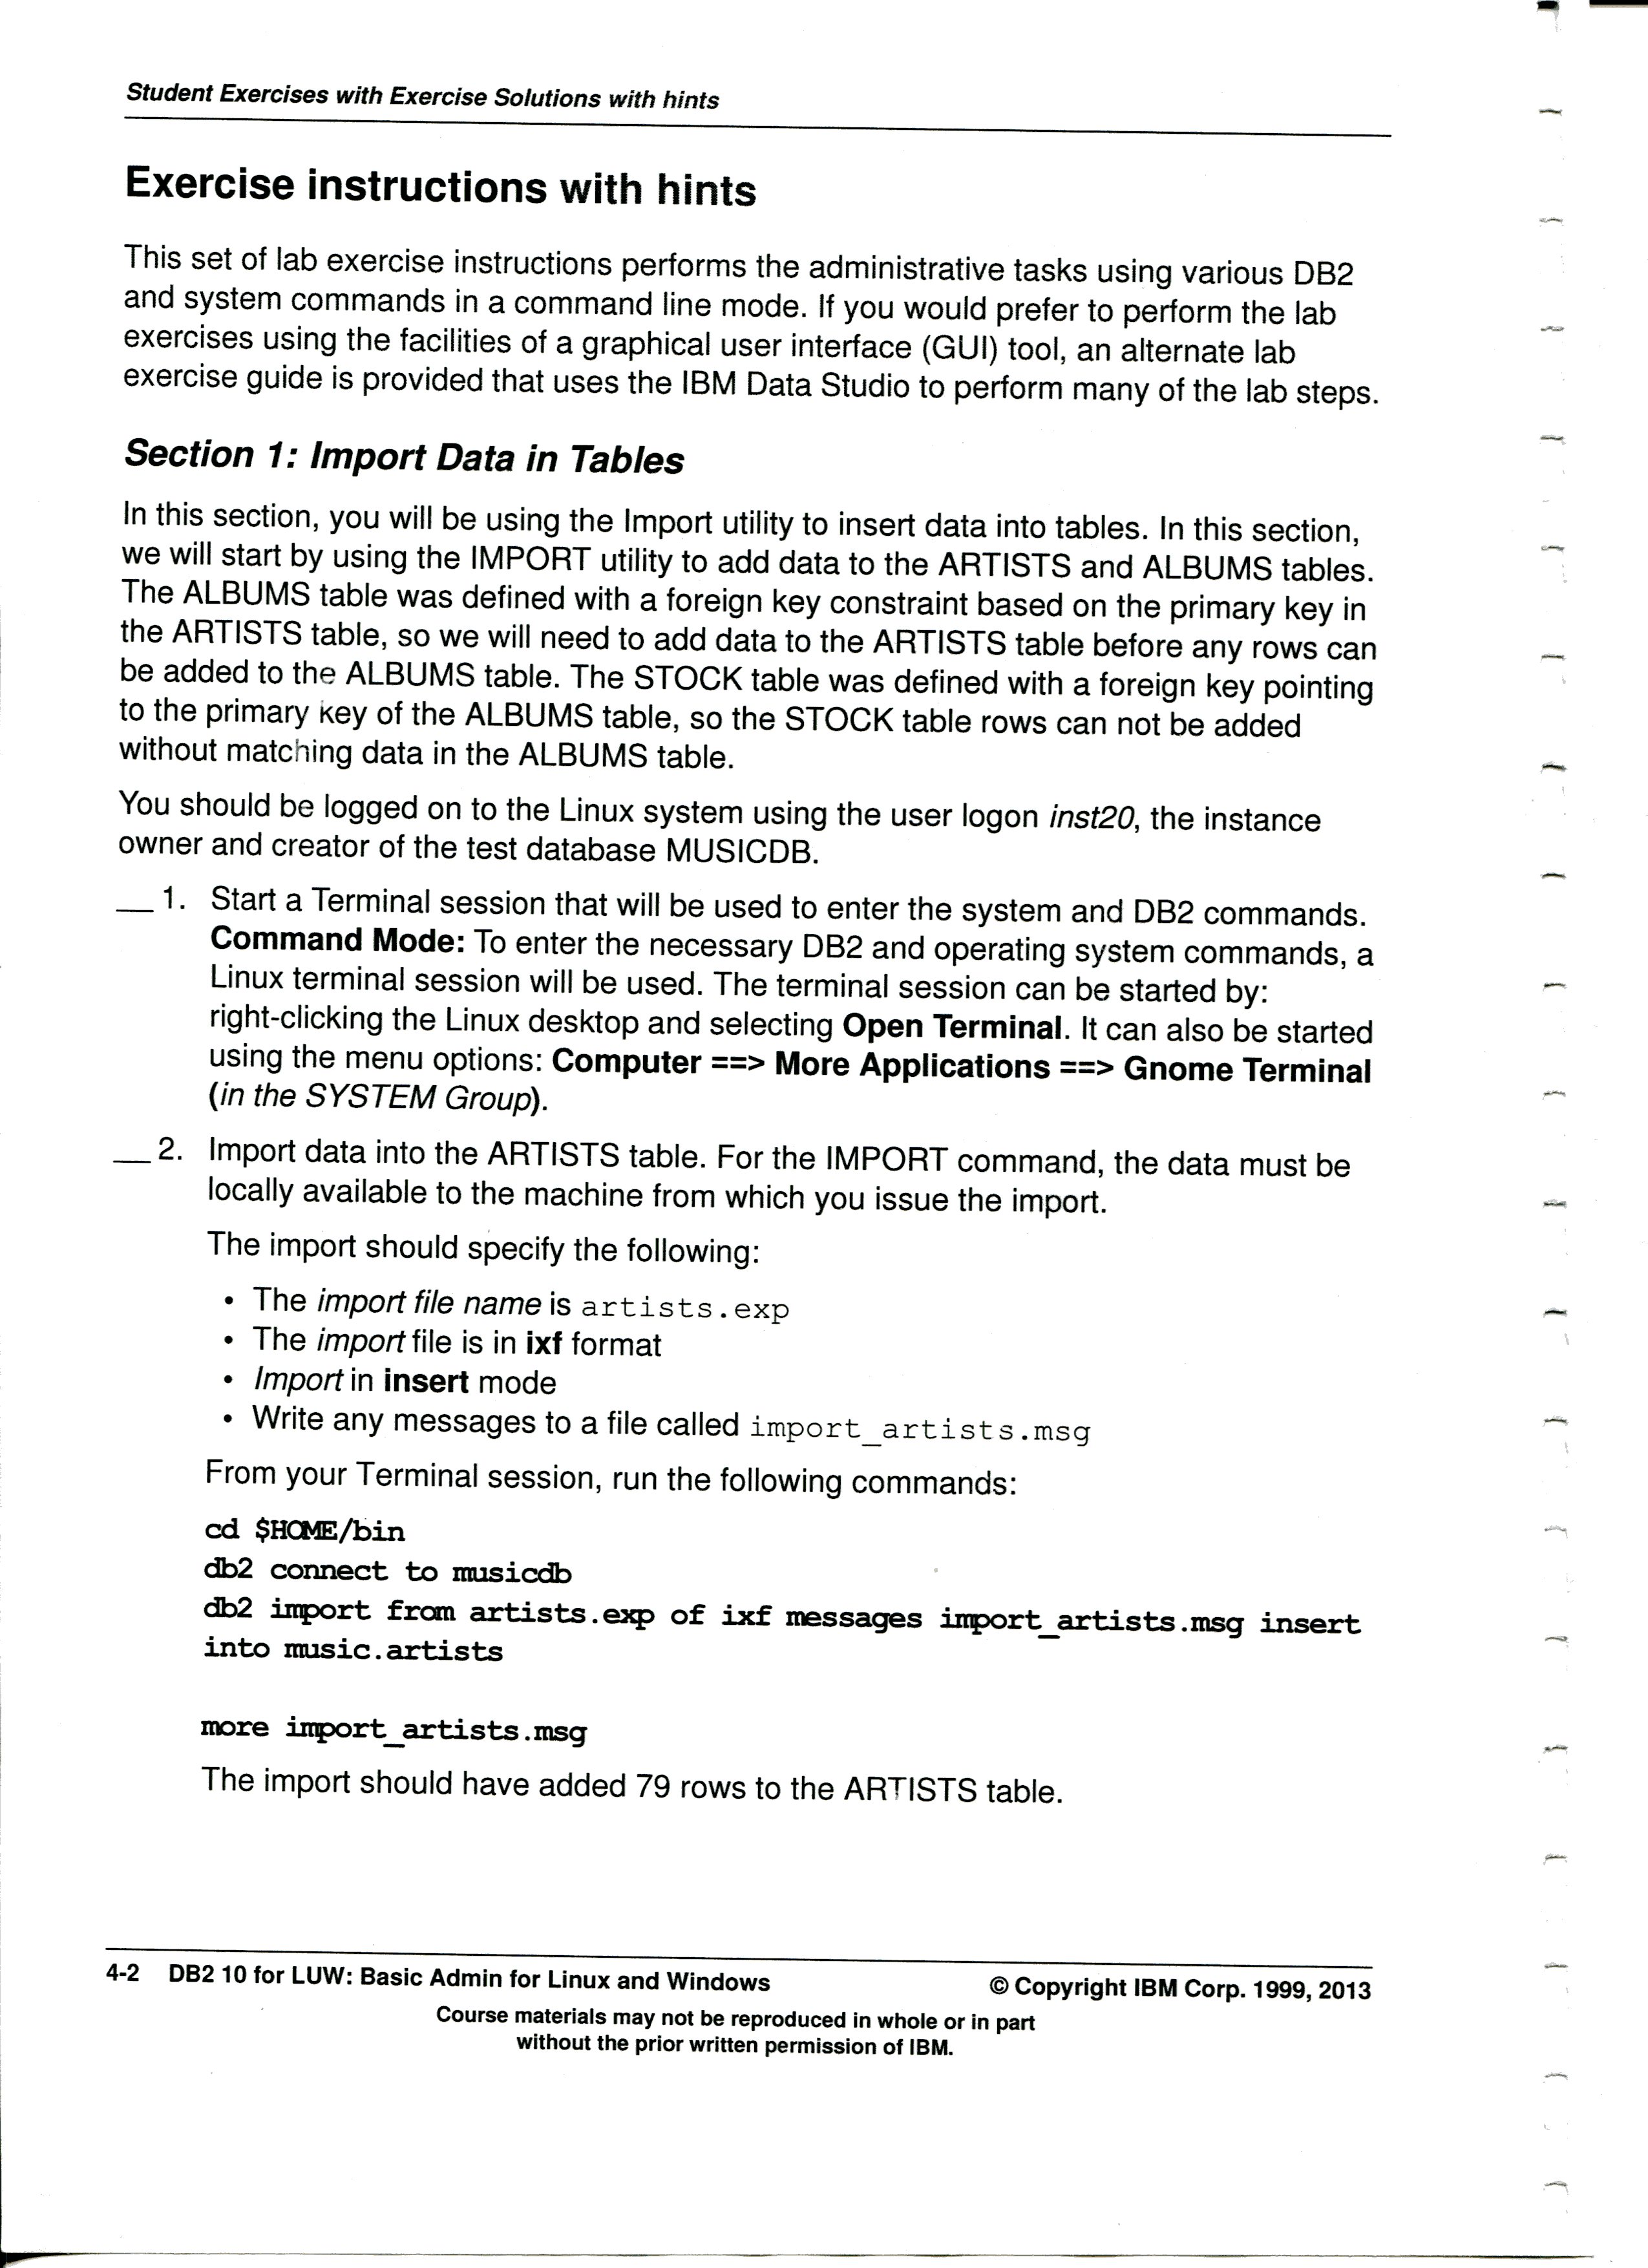 Student Exercises with Exercise Solutions with hints
Exercise instructions with hints
This set of lab exercise instructions performs the administrative tasks using various DB2
and system commands in a command line mode. If you would prefer to perform the lab
exercises using the facilities of a graphical user interface (GUI) tool, an alternate lab
exercise guide is provided that uses the IBM Data Studio to perform many of the lab steps.
Section 1: Import Data in Tables
In this section, you will be using the Import utility to insert data into tables. In this section,
we will start by using the IMPORT utility to add data to the ARTISTS and ALBUMS tables.
The ALBUMS table was defined with a foreign key constraint based on the primary key in
the ARTISTS table, so we will need to add data to the ARTISTS table before any rows can
be added to the ALBUMS table. The STOCK table was defined with a foreign key pointing
to the primary key of the ALBUMS table, so the STOCK table rows can not be added
without matching data in the ALBUMS table.
You should be logged on to the Linux system using the user logon inst20, the instance
owner and creator of the test database MUSICDB.
__ 1. Start a Terminal session that will be used to enter the system and DB2 commands.
Command Mode: To enter the necessary DB2 and operating system commands, a
Linux terminal session will be used. The terminal session can be started by:
right-clicking the Linux desktop and selecting Open Terminal. It can also be started
using the menu options: Computer ==> More Applications ==> Gnome Terminal
(in the SYSTEM Group).
__ 2. Import data into the ARTISTS table. For the IMPORT command, the data must be
locally available to the machine from which you issue the import.
The import should specify the following:
• The import file name is artists.exp
• The import file is in ixf format
• Import in insert mode
• Write any messages to a file called import_artists.msg
From your Terminal session, run the following commands:
cd $HOME/bin
db2 connect to musicdb
db2 import from artists.exp of ixf messages import_artists.msg insert
into music.artists
more import_artists.msg
The import should have added 79 rows to the ARTISTS table.
4-2 DB2 10 for LUW: Basic Admin for Linux and Windows © Copyright IBM Corp. 1999, 2013
Course materials may not be reproduced in whole or in part
without the prior written permission of IBM.